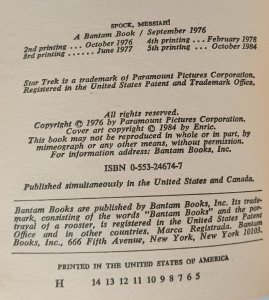 SPOCK, MESSIAH!
A Bantam Book / September 1976
2nd printing ... October 1976 4th printing .. February 1978
3rd printing ...... June 1977 5th printing ... October 1984
Star Trek is a trademark of Paramount Pictures Corporation.
Registered in the United States Patent and Trademark Office.
All rights reserved.
Copyright © 1976 by Paramount Pictures Corporation.
Cover art copyright © 1984 by Enric.
This book may not be reproduced in whole or in part, by
mimeograph or any other means, without permission.
For information address: Bantam Books, Inc.
ISBN 0-553-24674-7
Published simultaneously in the United States and Canada.
Bantam Books are published by Bantam Books, Inc. Its trade-
mark, consisting of the words "Bantam Books" and the por-
trayal of a rooster, is registered in the United States Patent
Office and in other countries. Marca Registrada. Bantam
Books, Inc., 666 Fifth Avenue, New York, New York 10103.
PRINTED IN THE UNITED STATES OF AMERICA
H 14 13 12 11 10 9 8 7 6 5